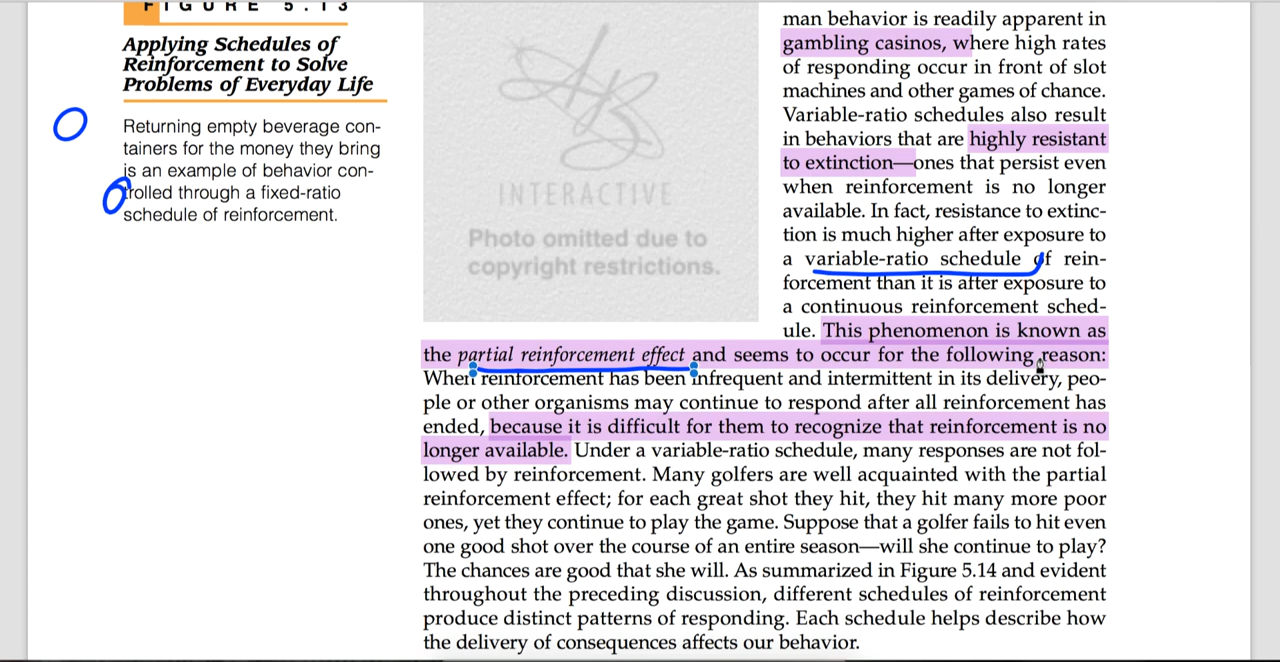 FIGURE 5.13
Applying Schedules of
Reinforcement to Solve
Problems of Everyday Life
Returning empty beverage con-
tainers for the money they bring
is an example of behavior con-
trolled through a fixed-ratio
schedule of reinforcement.
INTERACTIVE
Photo omitted due to
copyright restrictions.
man behavior is readily apparent in
gambling casinos, where high rates
of responding occur in front of slot
machines and other games of chance.
Variable-ratio schedules also result
in behaviors that are highly resistant
to extinction—ones that persist even
when reinforcement is no longer
available. In fact, resistance to extinc-
tion is much higher after exposure to
a variable-ratio schedule of rein-
forcement than it is after exposure to
a continuous reinforcement sched-
ule. This phenomenon is known as
the partial reinforcement effect and seems to occur for the following reason:
When reinforcement has been infrequent and intermittent in its delivery, peo-
ple or other organisms may continue to respond after all reinforcement has
ended, because it is difficult for them to recognize that reinforcement is no
longer available. Under a variable-ratio schedule, many responses are not fol-
lowed by reinforcement. Many golfers are well acquainted with the partial
reinforcement effect; for each great shot they hit, they hit many more poor
ones, yet they continue to play the game. Suppose that a golfer fails to hit even
one good shot over the course of an entire season—will she continue to play?
The chances are good that she will. As summarized in Figure 5.14 and evident
throughout the preceding discussion, different schedules of reinforcement
produce distinct patterns of responding. Each schedule helps describe how
the delivery of consequences affects our behavior.